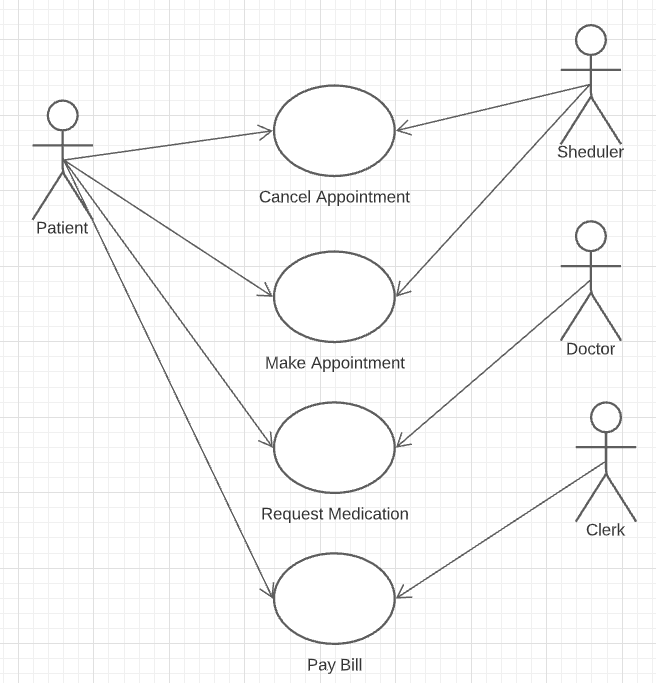 Sheduler
Patient
Cancel Appointment
Make Appointment
Doctor
Request Medication
Clerk
Pay Bill